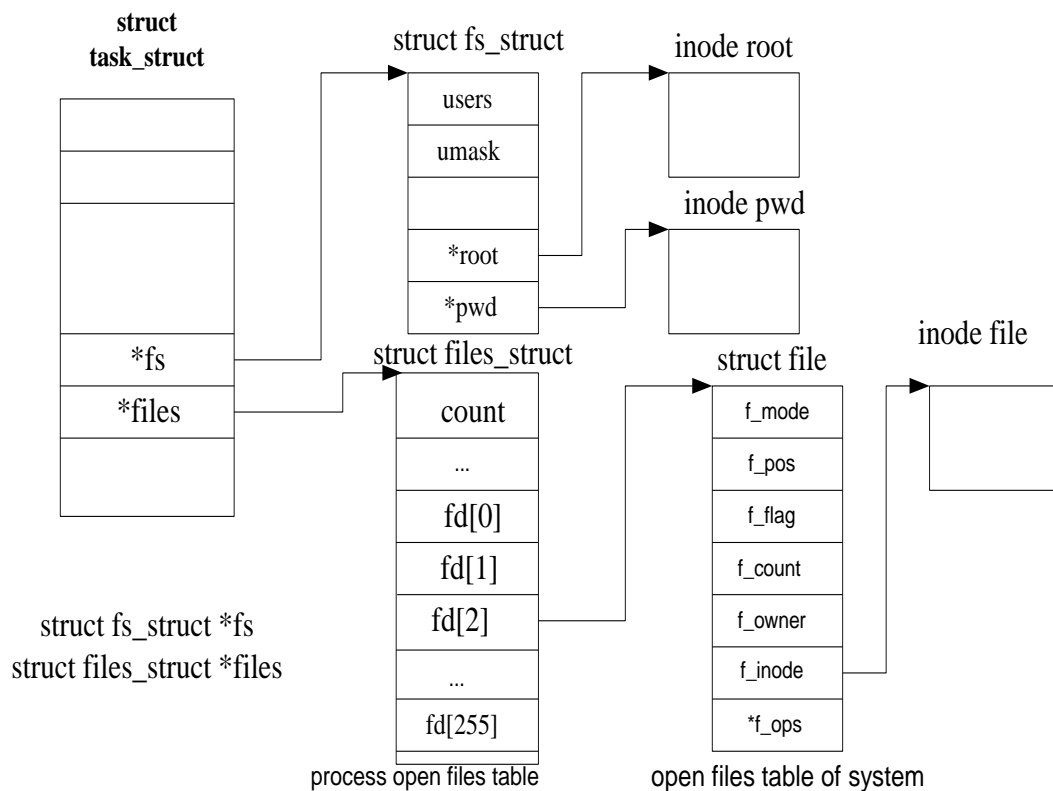 struct
task_struct
*fs
*files
struct fs_struct *fs
struct files_struct *files
struct fs_struct
users
umask
*root
*pwd
inode root
inode pwd
struct files_struct
count
...
fd[0]
fd[1]
fd[2]
...
fd[255]
process open files table
struct file
f_mode
f_pos
f_flag
f_count
f_owner
f_inode
*f_ops
open files table of system
inode file